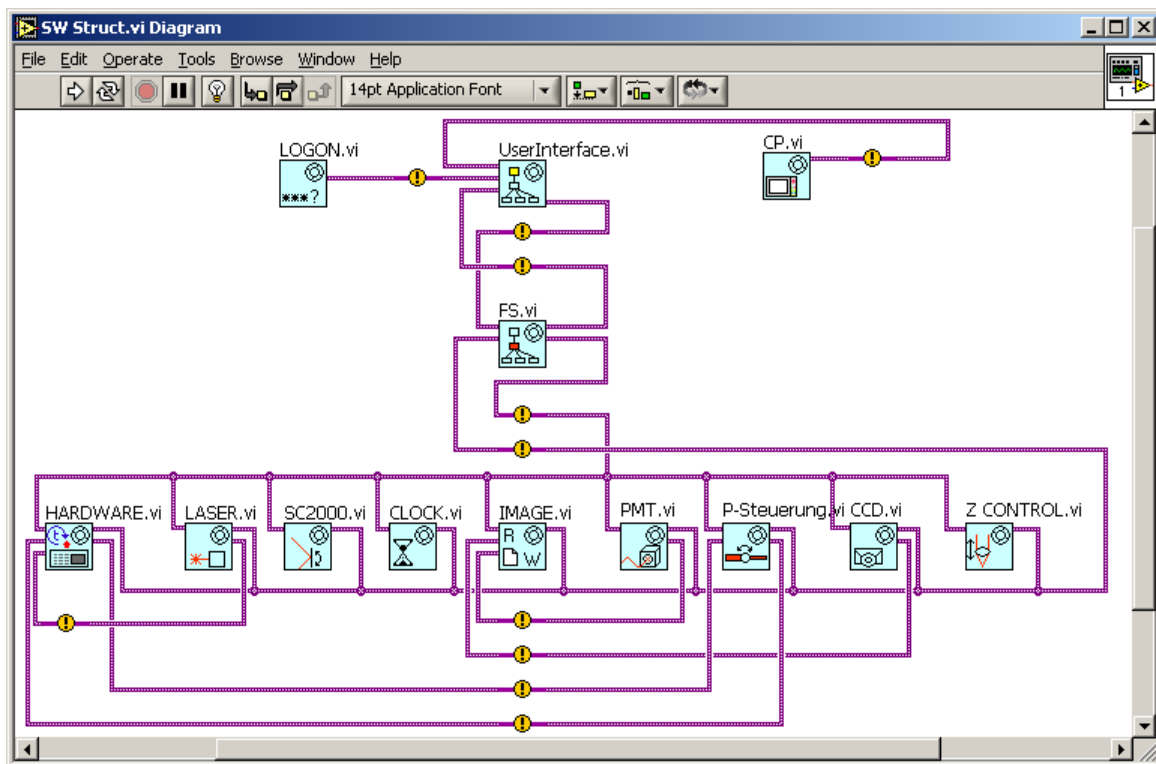 SW Struct.vi Diagram
File Edit Operate Tools Browse Window Help
14pt Application Font
1
LOGON.vi UserInterface.vi CP.vi
***?
FS.vi
HARDWARE.vi LASER.vi SC2000.vi CLOCK.vi IMAGE.vi PMT.vi P-Steuerung.vi CCD.vi Z CONTROL.vi
R
W